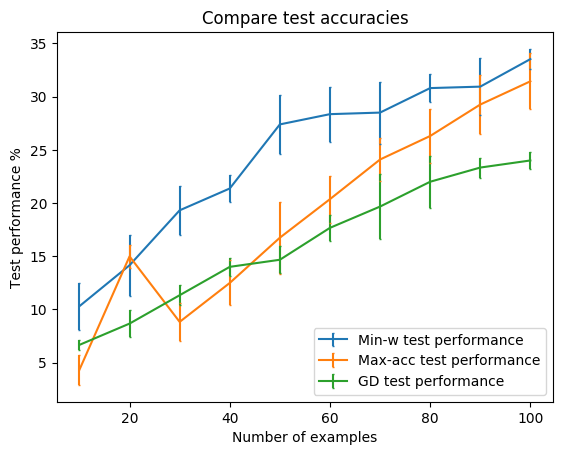 Compare test accuracies
Test performance %
35
30
25
20
15
10
5
20
40
60
80
100
Number of examples
Min-w test performance
Max-acc test performance
GD test performance